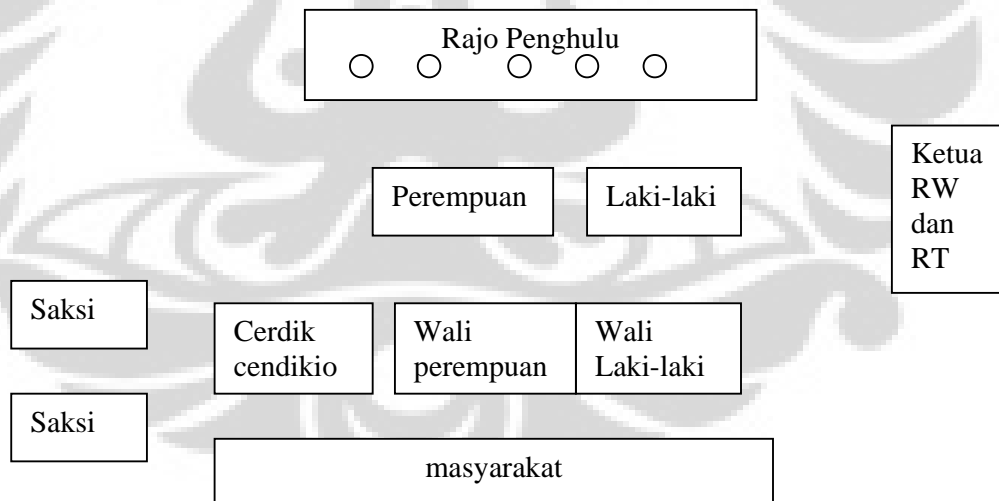 Rajo Penghulu
Ketua
RW
dan
RT
Perempuan
Laki-laki
Saksi
Cerdik
cendikio
Wali
perempuan
Wali
Laki-laki
Saksi
masyarakat